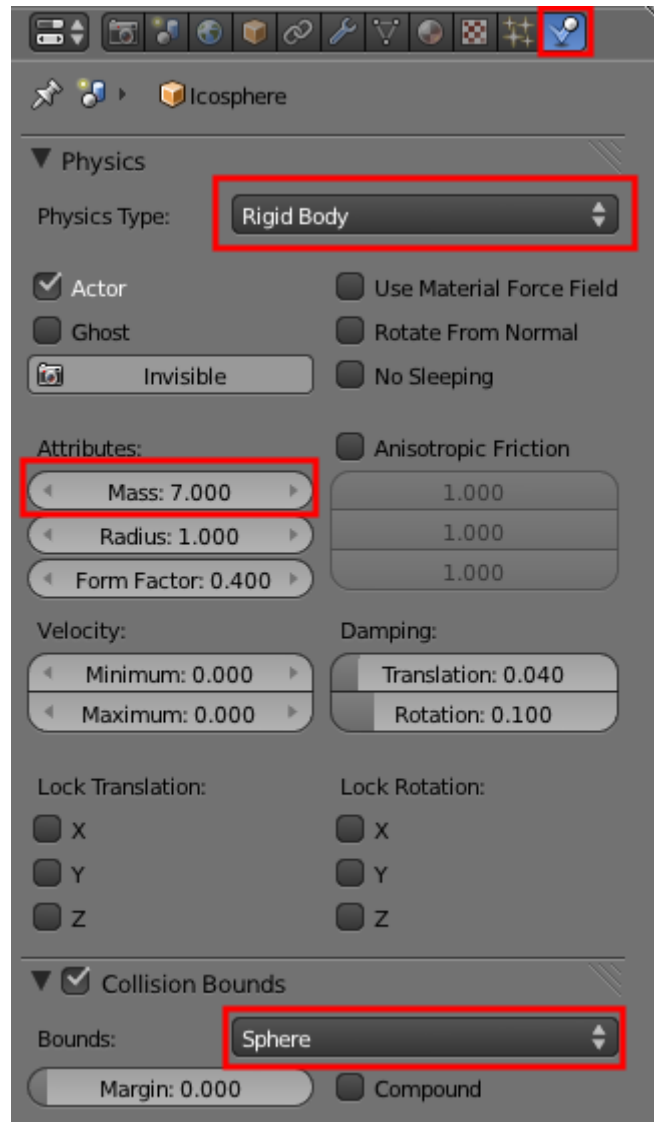 Icosphere
Physics
Physics Type: Rigid Body
Actor Use Material Force Field
Ghost Rotate From Normal
Invisible No Sleeping
Attributes: Anisotropic Friction
Mass: 7.000 1.000
Radius: 1.000 1.000
Form Factor: 0.400 1.000
Velocity: Damping:
Minimum: 0.000 Translation: 0.040
Maximum: 0.000 Rotation: 0.100
Lock Translation: Lock Rotation:
X X
Y Y
Z Z
Collision Bounds
Bounds: Sphere
Margin: 0.000 Compound